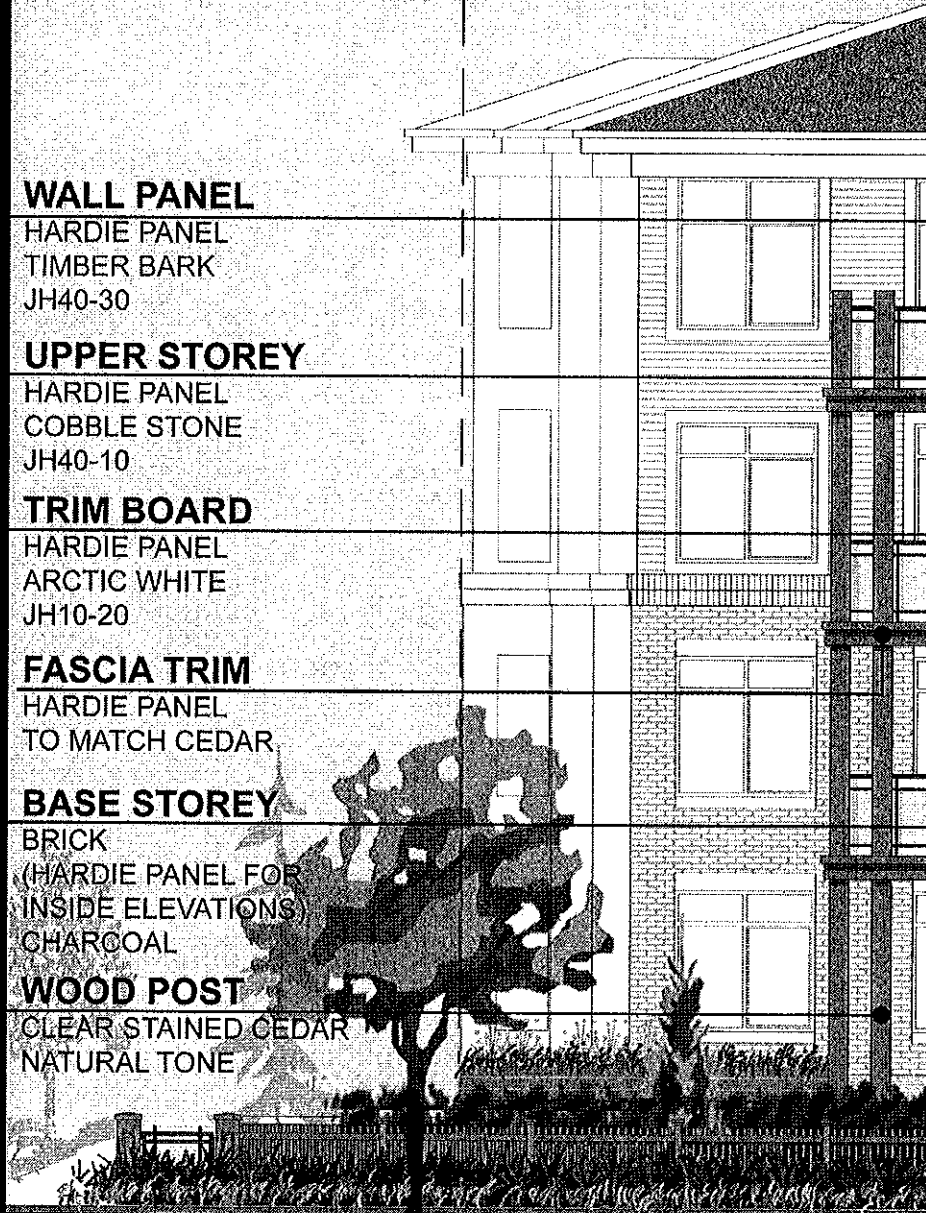 WALL PANEL
HARDIE PANEL
TIMBER BARK
JH40-30
UPPER STOREY
HARDIE PANEL
COBBLE STONE
JH40-10
TRIM BOARD
HARDIE PANEL
ARCTIC WHITE
JH10-20
FASCIA TRIM
HARDIE PANEL
TO MATCH CEDAR
BASE STOREY
BRICK
(HARDIE PANEL FOR
INSIDE ELEVATIONS)
CHARCOAL
WOOD POST
CLEAR STAINED CEDAR
NATURAL TONE